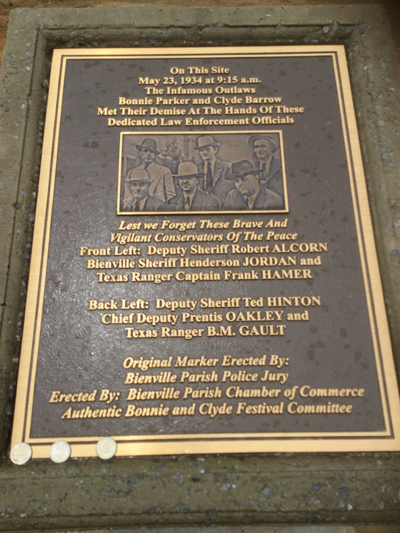 On This Site
May 23, 1934 at 9:15 a.m.
The Infamous Outlaws
Bonnie Parker and Clyde Barrow
Met Their Demise At The Hands Of These
Dedicated Law Enforcement Officials
Lest we Forget These Brave And
Vigilant Conservators Of The Peace
Front Left: Deputy Sheriff Robert ALCORN
Bienville Sheriff Henderson JORDAN and
Texas Ranger Captain Frank HAMER
Back Left: Deputy Sheriff Ted HINTON
Chief Deputy Prentis OAKLEY and
Texas Ranger B.M. GAULT
Original Marker Erected By:
Bienville Parish Police Jury
Erected By: Bienville Parish Chamber of Commerce
Authentic Bonnie and Clyde Festival Committee